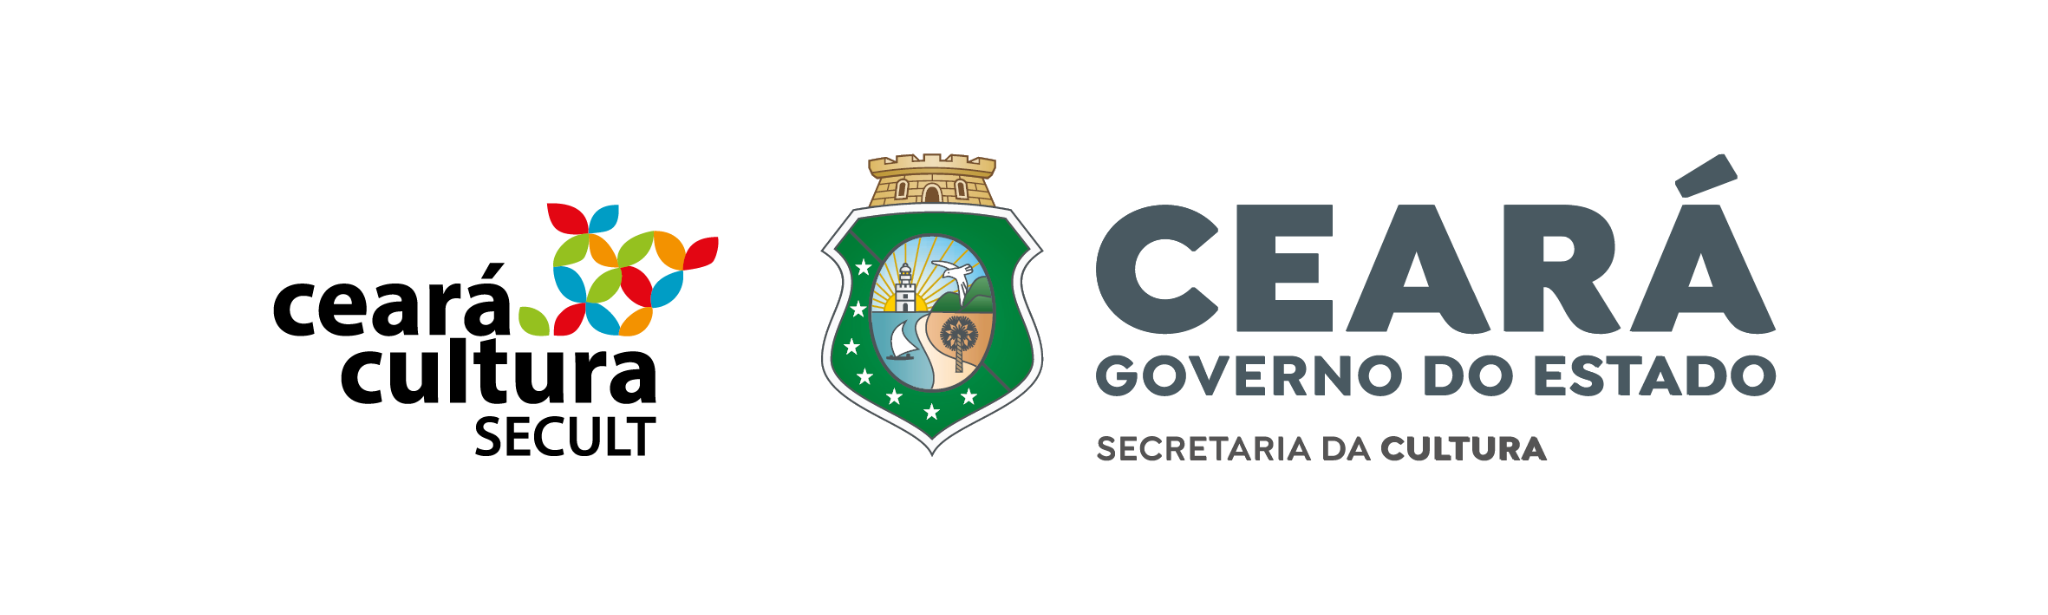 ceará
cultura
SECULT
CEARÁ
GOVERNO DO ESTADO
SECRETARIA DA CULTURA